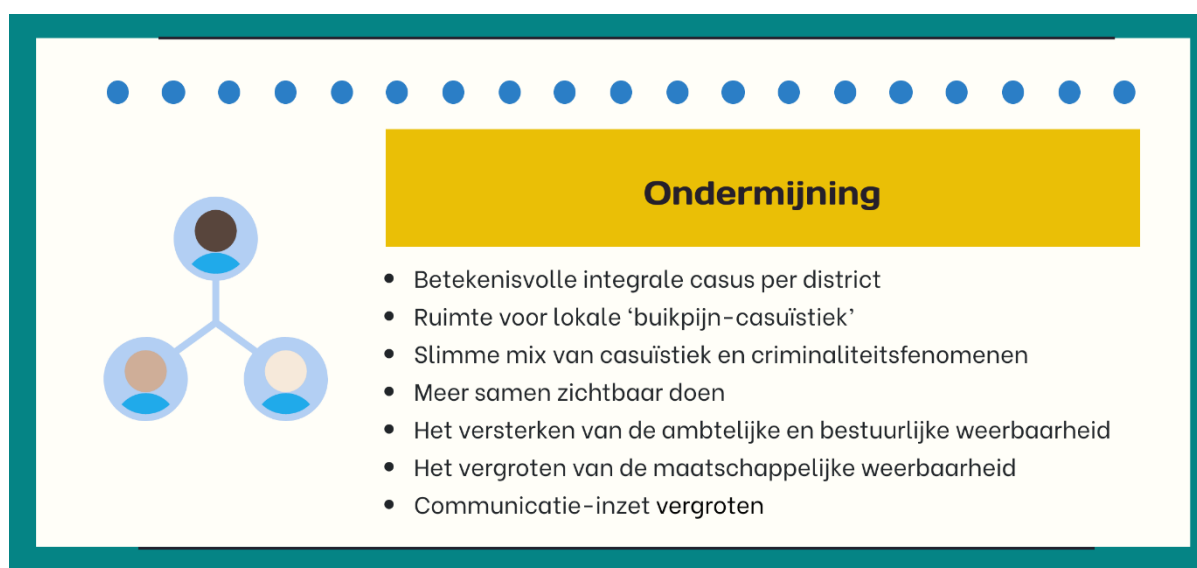 Ondermijning
• Betekenisvolle integrale casus per district
• Ruimte voor lokale ‘buikpijn-casuïstiek’
• Slimme mix van casuïstiek en criminaliteitsfenomenen
• Meer samen zichtbaar doen
• Het versterken van de ambtelijke en bestuurlijke weerbaarheid
• Het vergroten van de maatschappelijke weerbaarheid
• Communicatie-inzet vergroten